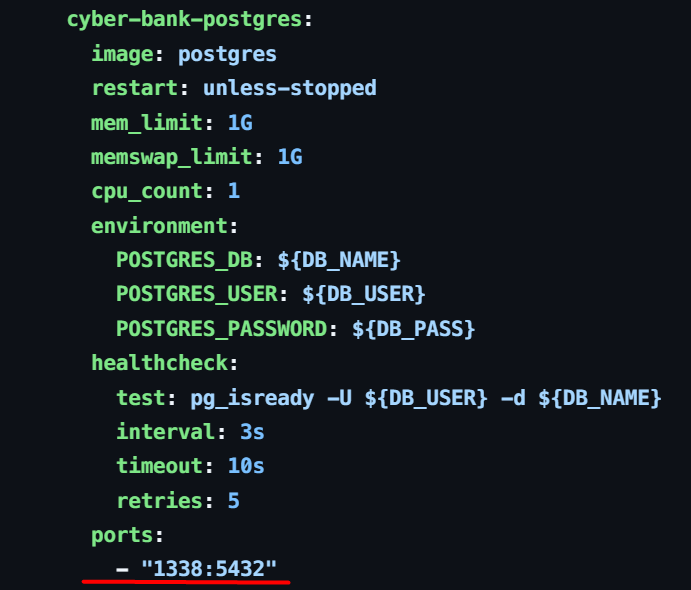 cyber-bank-postgres:
image: postgres
restart: unless-stopped
mem_limit: 1G
memswap_limit: 1G
cpu_count: 1
environment:
POSTGRES_DB: ${DB_NAME}
POSTGRES_USER: ${DB_USER}
POSTGRES_PASSWORD: ${DB_PASS}
healthcheck:
test: pg_isready -U ${DB_USER} -d ${DB_NAME}
interval: 3s
timeout: 10s
retries: 5
ports:
- "1338:5432"